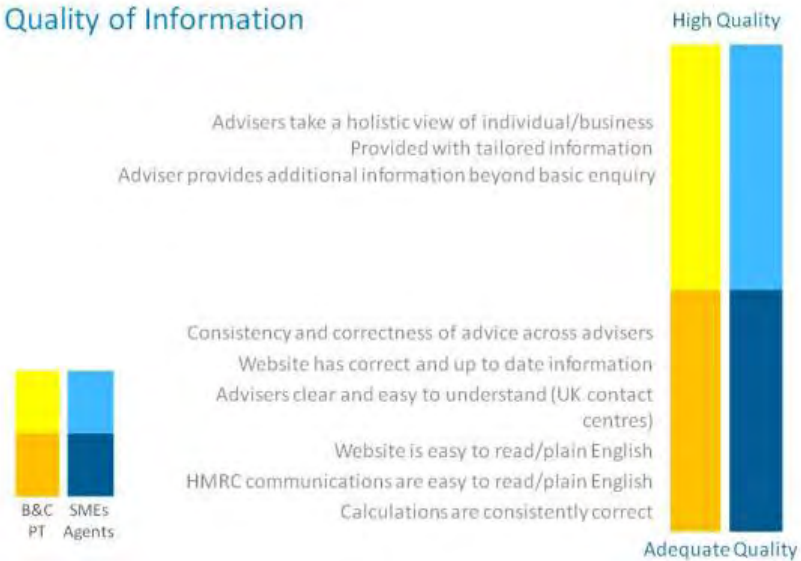 Quality of Information
High Quality
Advisers take a holistic view of individual/business
Provided with tailored information
Adviser provides additional information beyond basic enquiry
Consistency and correctness of advice across advisers
Website has correct and up to date information
Advisers clear and easy to understand (UK contact
centres)
Website is easy to read/plain English
HMRC communications are easy to read/plain English
Calculations are consistently correct
B&C SMEs
PT Agents
Adequate Quality